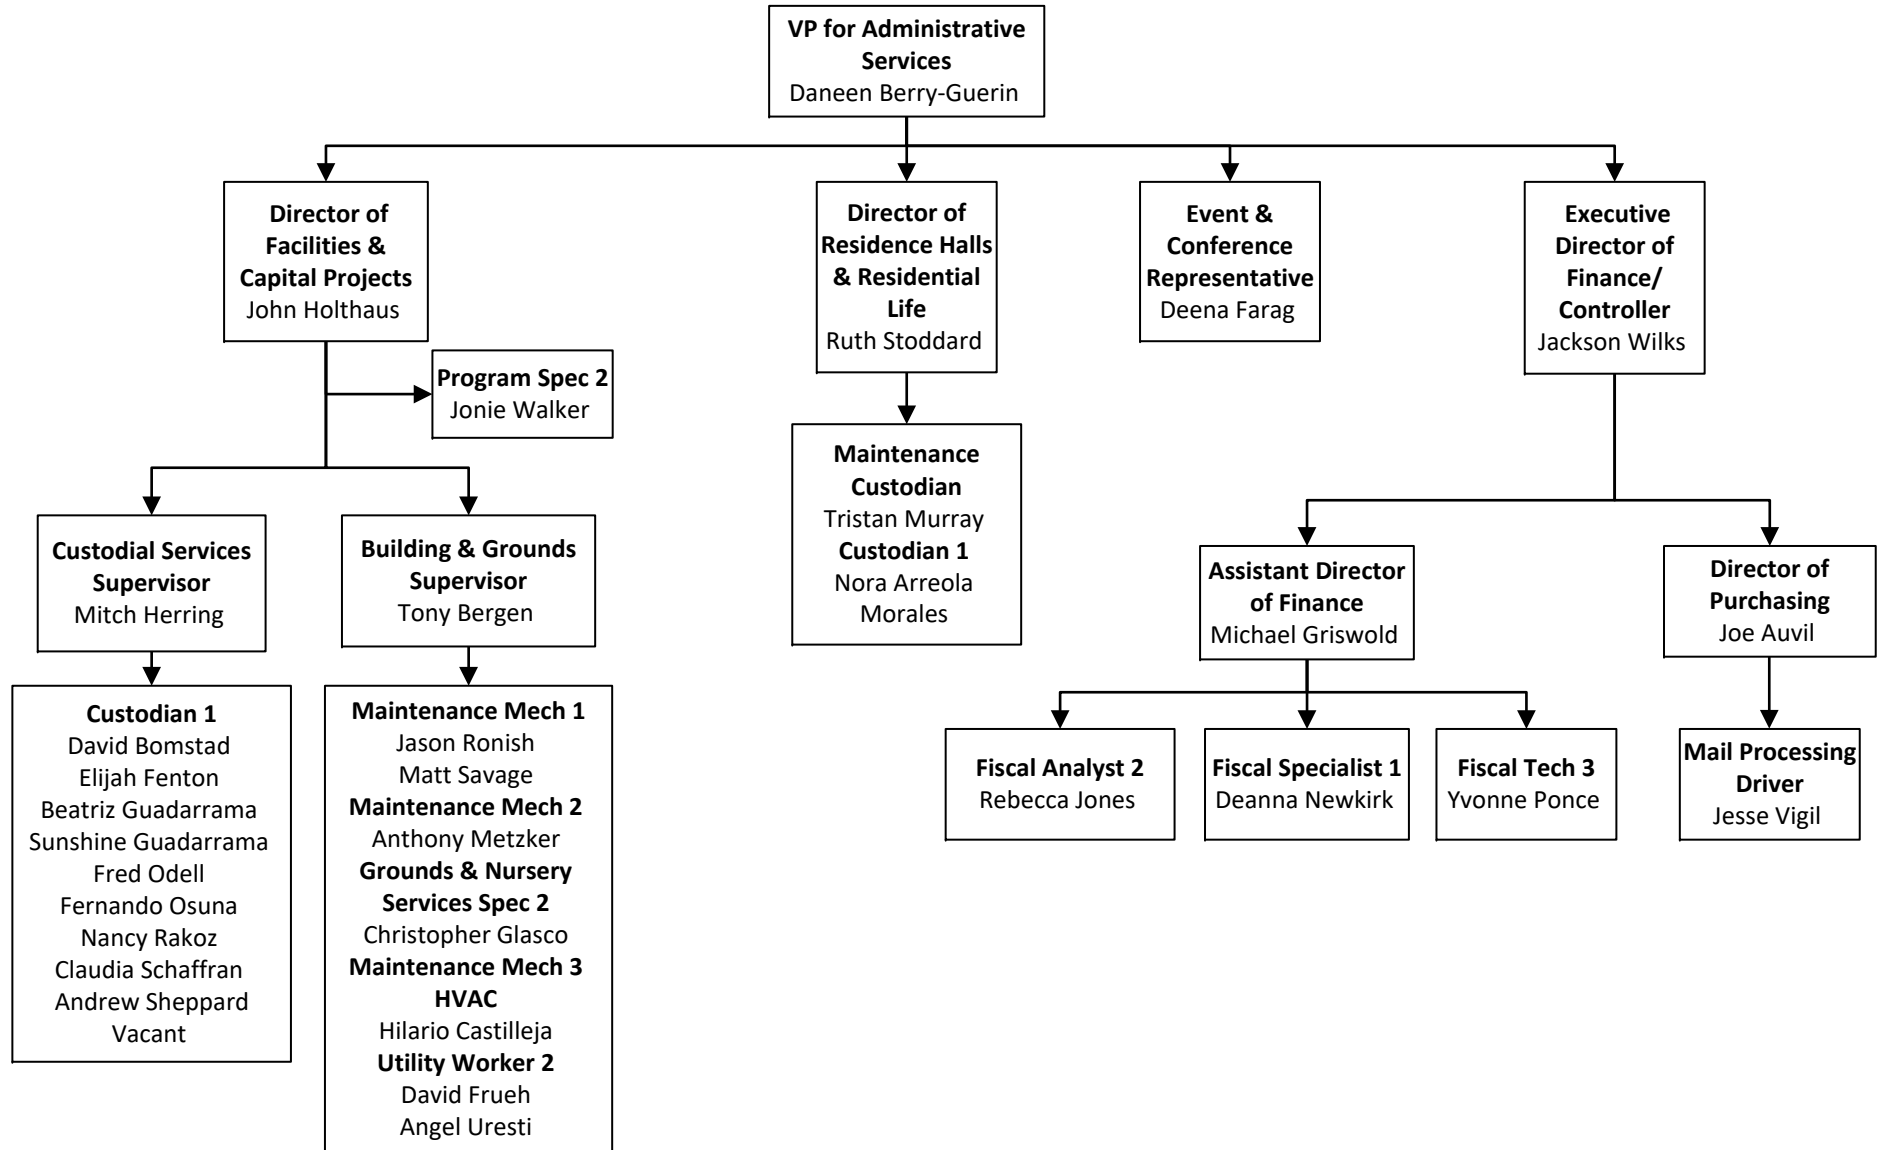 VP for Administrative
Services
Daneen Berry-Guerin
Director of
Facilities &
Capital Projects
John Holthaus
Director of
Residence Halls
& Residential
Life
Ruth Stoddard
Event &
Conference
Representative
Deena Farag
Executive
Director of
Finance/
Controller
Jackson Wilks
Program Spec 2
Jonie Walker
Custodial Services
Supervisor
Mitch Herring
Building & Grounds
Supervisor
Tony Bergen
Maintenance
Custodian
Tristan Murray
Custodian 1
Nora Arreola
Morales
Assistant Director
of Finance
Michael Griswold
Director of
Purchasing
Joe Auvil
Custodian 1
David Bomstad
Elijah Fenton
Beatriz Guadarrama
Sunshine Guadarrama
Fred Odell
Fernando Osuna
Nancy Rakoz
Claudia Schaffran
Andrew Sheppard
Vacant
Maintenance Mech 1
Jason Ronish
Matt Savage
Maintenance Mech 2
Anthony Metzker
Grounds & Nursery
Services Spec 2
Christopher Glasco
Maintenance Mech 3
HVAC
Hilario Castilleja
Utility Worker 2
David Frueh
Angel Uresti
Fiscal Analyst 2
Rebecca Jones
Fiscal Specialist 1
Deanna Newkirk
Fiscal Tech 3
Yvonne Ponce
Mail Processing
Driver
Jesse Vigil